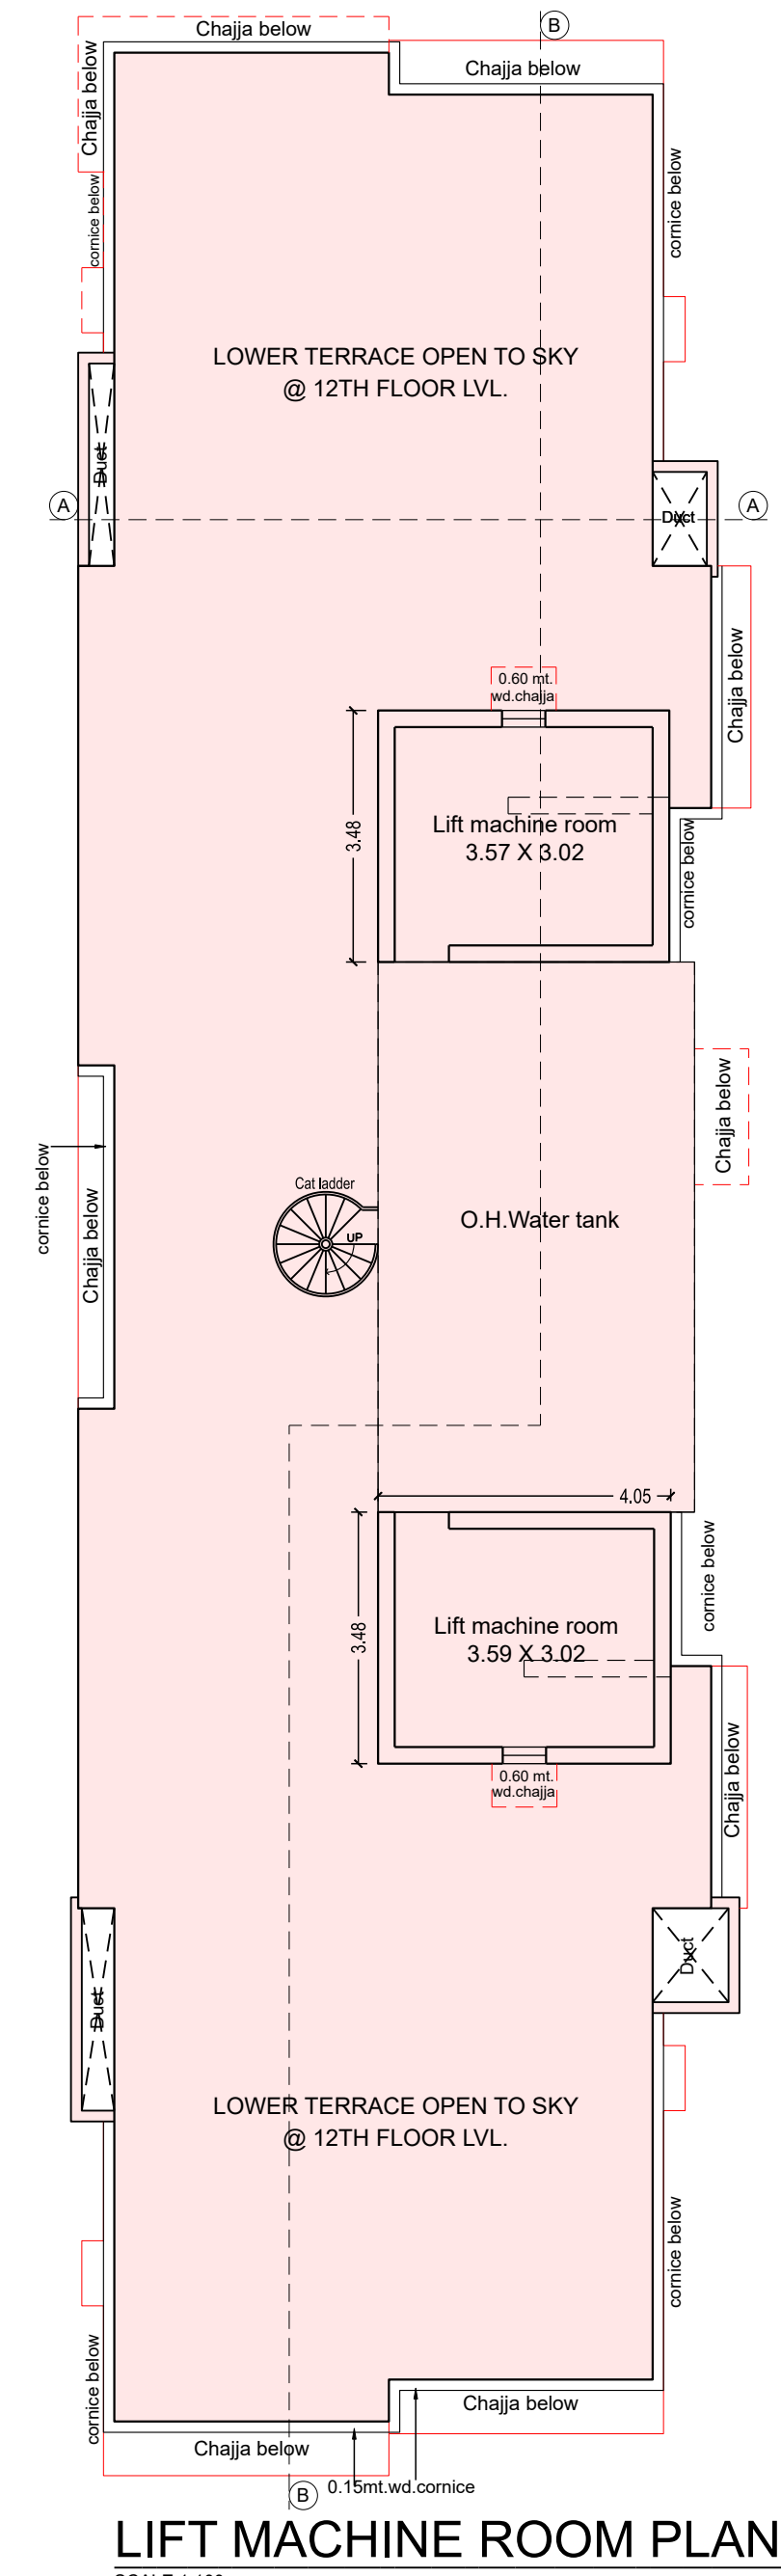 B
Chajja below
Chajja below
Chajja below
cornice below
cornice below
LOWER TERRACE OPEN TO SKY
@ 12TH FLOOR LVL.
Duct
A
A
Duct
Chajja below
0.60 mt.
wd.chajja
3.48
Lift machine room
3.57 X 3.02
cornice below
Chajja below
cornice below
Chajja below
Cat ladder
UP
O.H.Water tank
4.05
cornice below
3.48
Lift machine room
3.59 X 3.02
0.60 mt.
wd.chajja
Chajja below
Duct
Duct
LOWER TERRACE OPEN TO SKY
@ 12TH FLOOR LVL.
cornice below
cornice below
Chajja below
Chajja below
0.15mt.wd.cornice
B
LIFT MACHINE ROOM PLAN